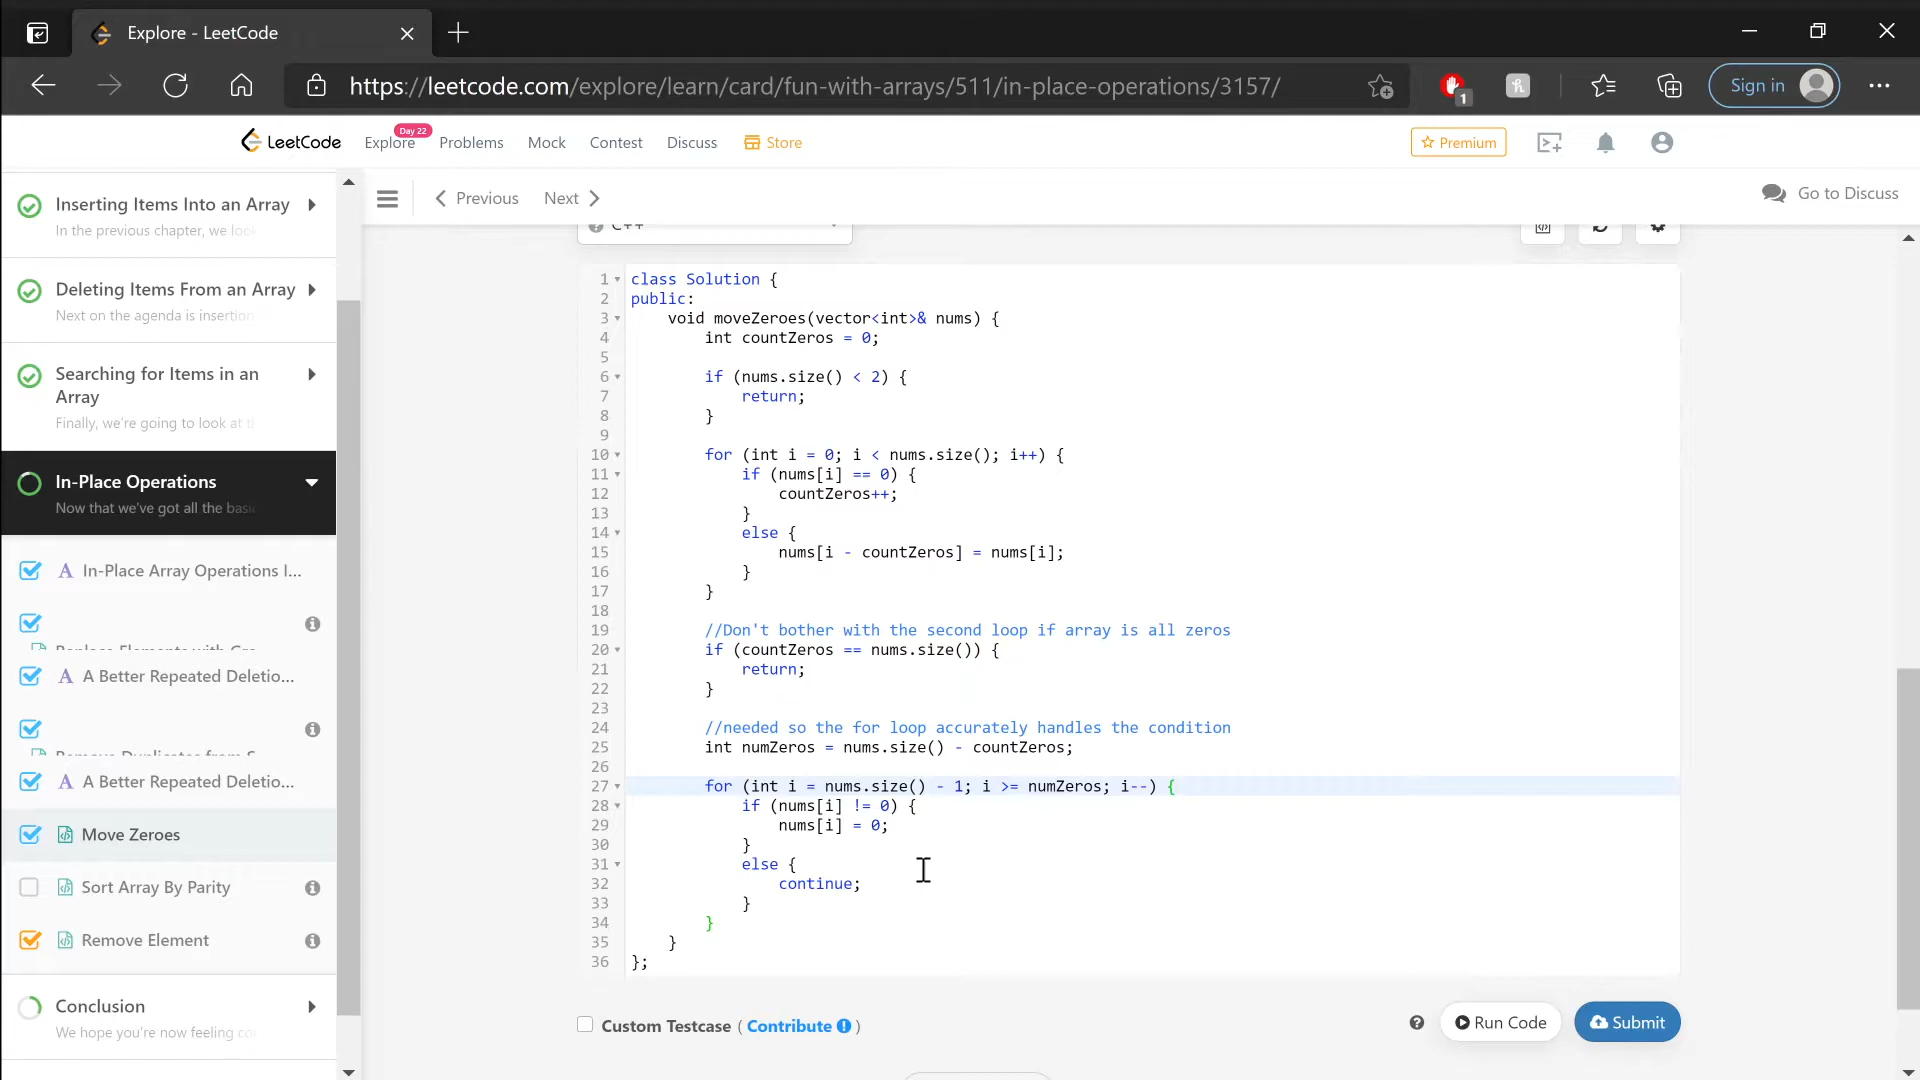 Explore - LeetCode
https://leetcode.com/explore/learn/card/fun-with-arrays/511/in-place-operations/3157/
1
Sign in
LeetCode
Explore
Day 22
Problems
Mock
Contest
Discuss
Store
Premium
Previous
Next
Go to Discuss
Inserting Items Into an Array
In the previous chapter, we loo
Deleting Items From an Array
Next on the agenda is insertion
Searching for Items in an
Array
Finally, we're going to look at t
In-Place Operations
Now that we've got all the basi
In-Place Array Operations I...
A Better Repeated Deletio...
A Better Repeated Deletio...
Move Zeroes
Sort Array By Parity
Remove Element
Conclusion
We hope you're now feeling co
C++
1 class Solution {
2 public:
3 void moveZeroes(vector<int>& nums) {
4 int countZeros = 0;
5
6 if (nums.size() < 2) {
7 return;
8 }
9
10 for (int i = 0; i < nums.size(); i++) {
11 if (nums[i] == 0) {
12 countZeros++;
13 }
14 else {
15 nums[i - countZeros] = nums[i];
16 }
17 }
18
19 //Don't bother with the second loop if array is all zeros
20 if (countZeros == nums.size()) {
21 return;
22 }
23
24 //needed so the for loop accurately handles the condition
25 int numZeros = nums.size() - countZeros;
26
27 for (int i = nums.size() - 1; i >= numZeros; i--) {
28 if (nums[i] != 0) {
29 nums[i] = 0;
30 }
31 else {
32 continue;
33 }
34 }
35 }
36 };
Custom Testcase ( Contribute )
Run Code
Submit